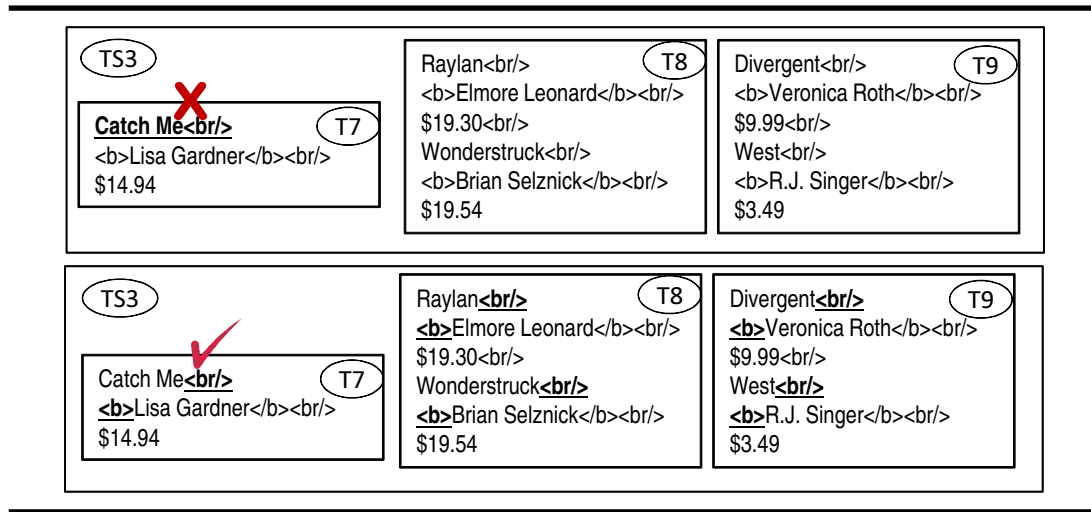 TS3
Catch Me<br/>
T7
<b>Lisa Gardner</b><br/>
$14.94
Raylan<br/>
T8
<b>Elmore Leonard</b><br/>
$19.30<br/>
Wonderstruck<br/>
<b>Brian Selznick</b><br/>
$19.54
Divergent<br/>
T9
<b>Veronica Roth</b><br/>
$9.99<br/>
West<br/>
<b>R.J. Singer</b><br/>
$3.49
TS3
Catch Me<br/>
T7
<b>Lisa Gardner</b><br/>
$14.94
Raylan<br/>
T8
<b>Elmore Leonard</b><br/>
$19.30<br/>
Wonderstruck<br/>
<b>Brian Selznick</b><br/>
$19.54
Divergent<br/>
T9
<b>Veronica Roth</b><br/>
$9.99<br/>
West<br/>
<b>R.J. Singer</b><br/>
$3.49